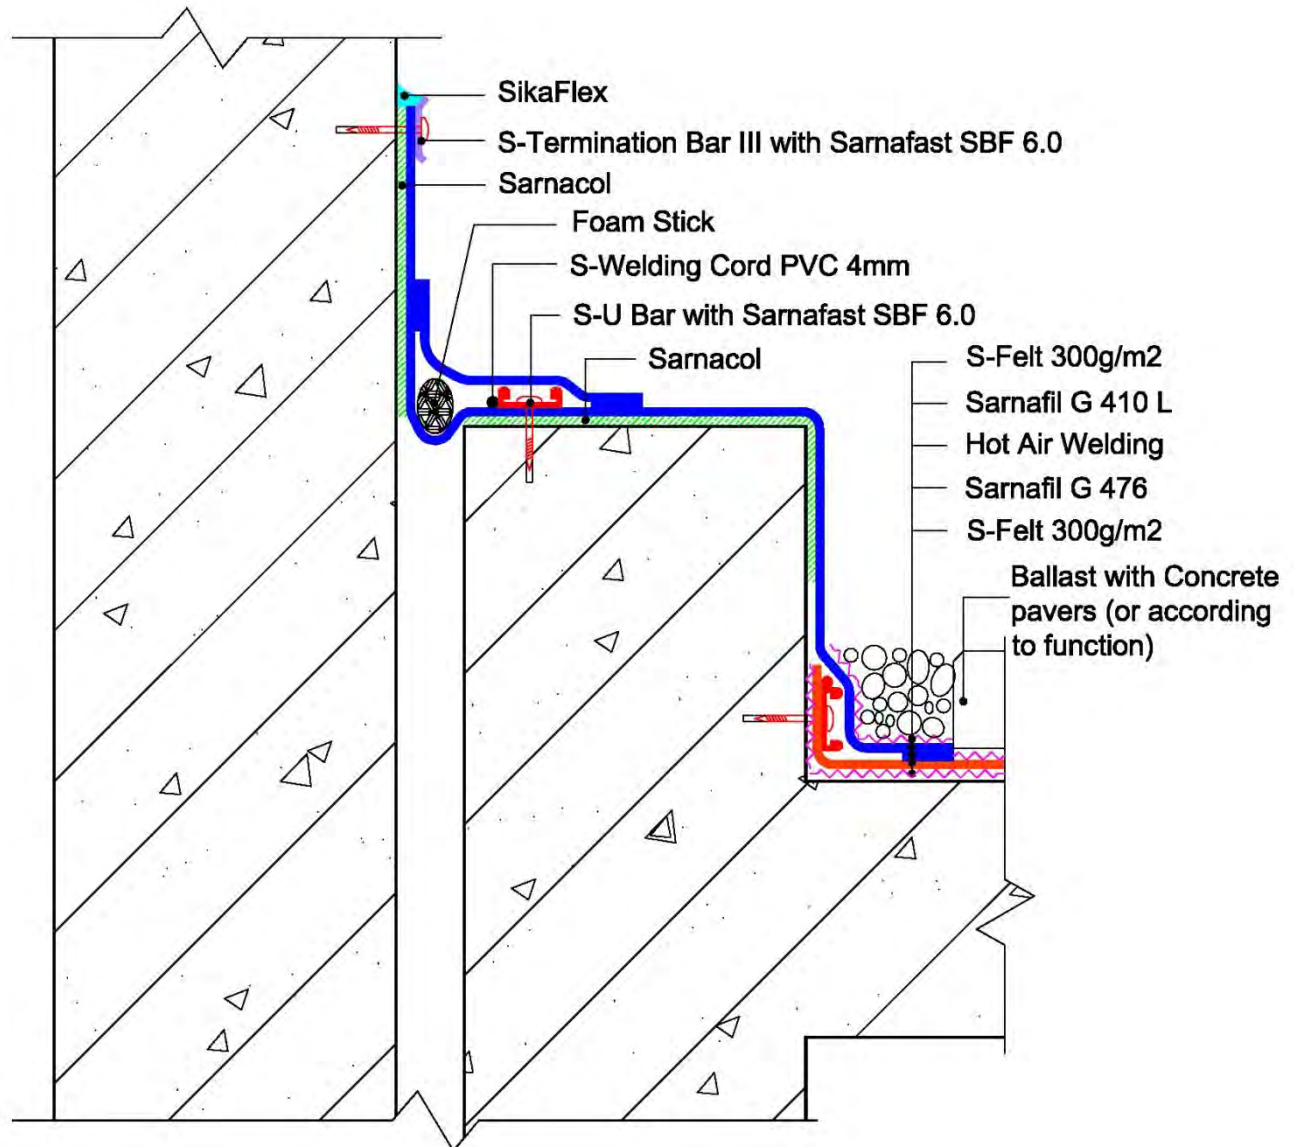 SikaFlex
S-Termination Bar III with Sarnafast SBF 6.0
Sarnacol
Foam Stick
S-Welding Cord PVC 4mm
S-U Bar with Sarnafast SBF 6.0
Sarnacol
S-Felt 300g/m2
Sarnafil G 410 L
Hot Air Welding
Sarnafil G 476
S-Felt 300g/m2
Ballast with Concrete
pavers (or according
to function)